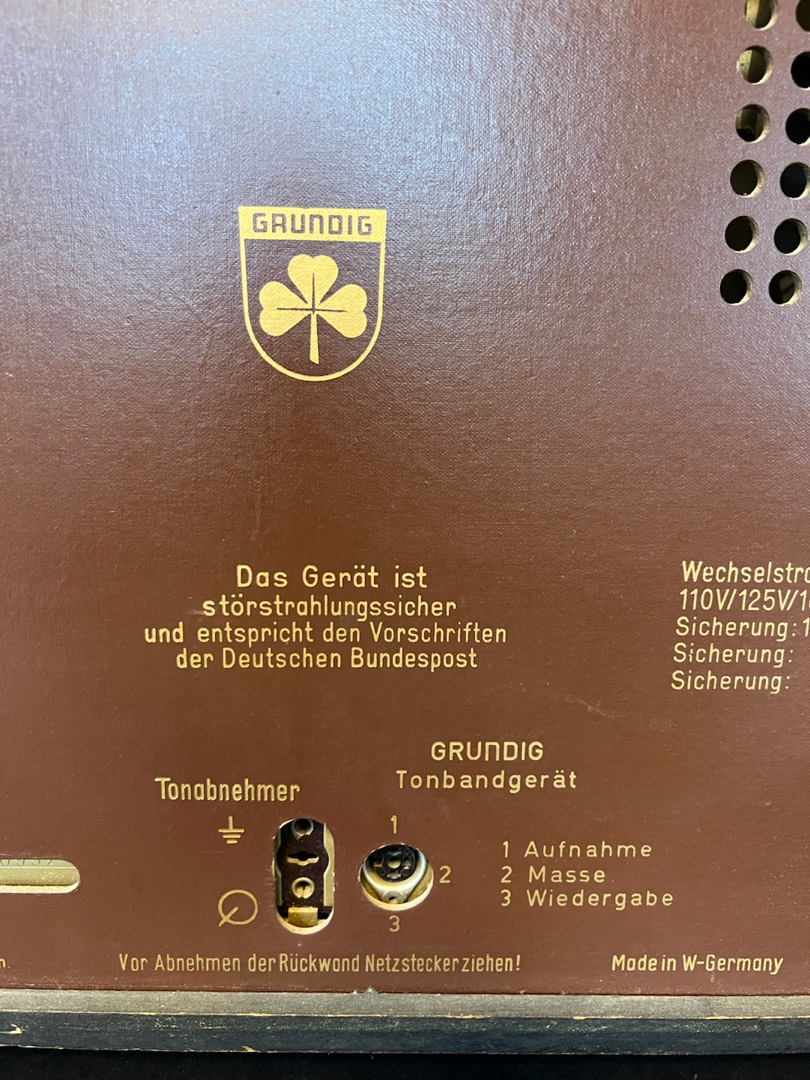 GRUNDIG
Das Gerät ist
störstrahlungssicher
und entspricht den Vorschriften
der Deutschen Bundespost
110V/125V/
Sicherung: 1
Sicherung:
Sicherung:
GRUNDIG
Tonbandgerät
Tonabnehmer
1
2
3
1 Aufnahme
2 Masse
3 Wiedergabe
Vor Abnehmen der Rückwand Netzstecker ziehen!
Made in W-Germany